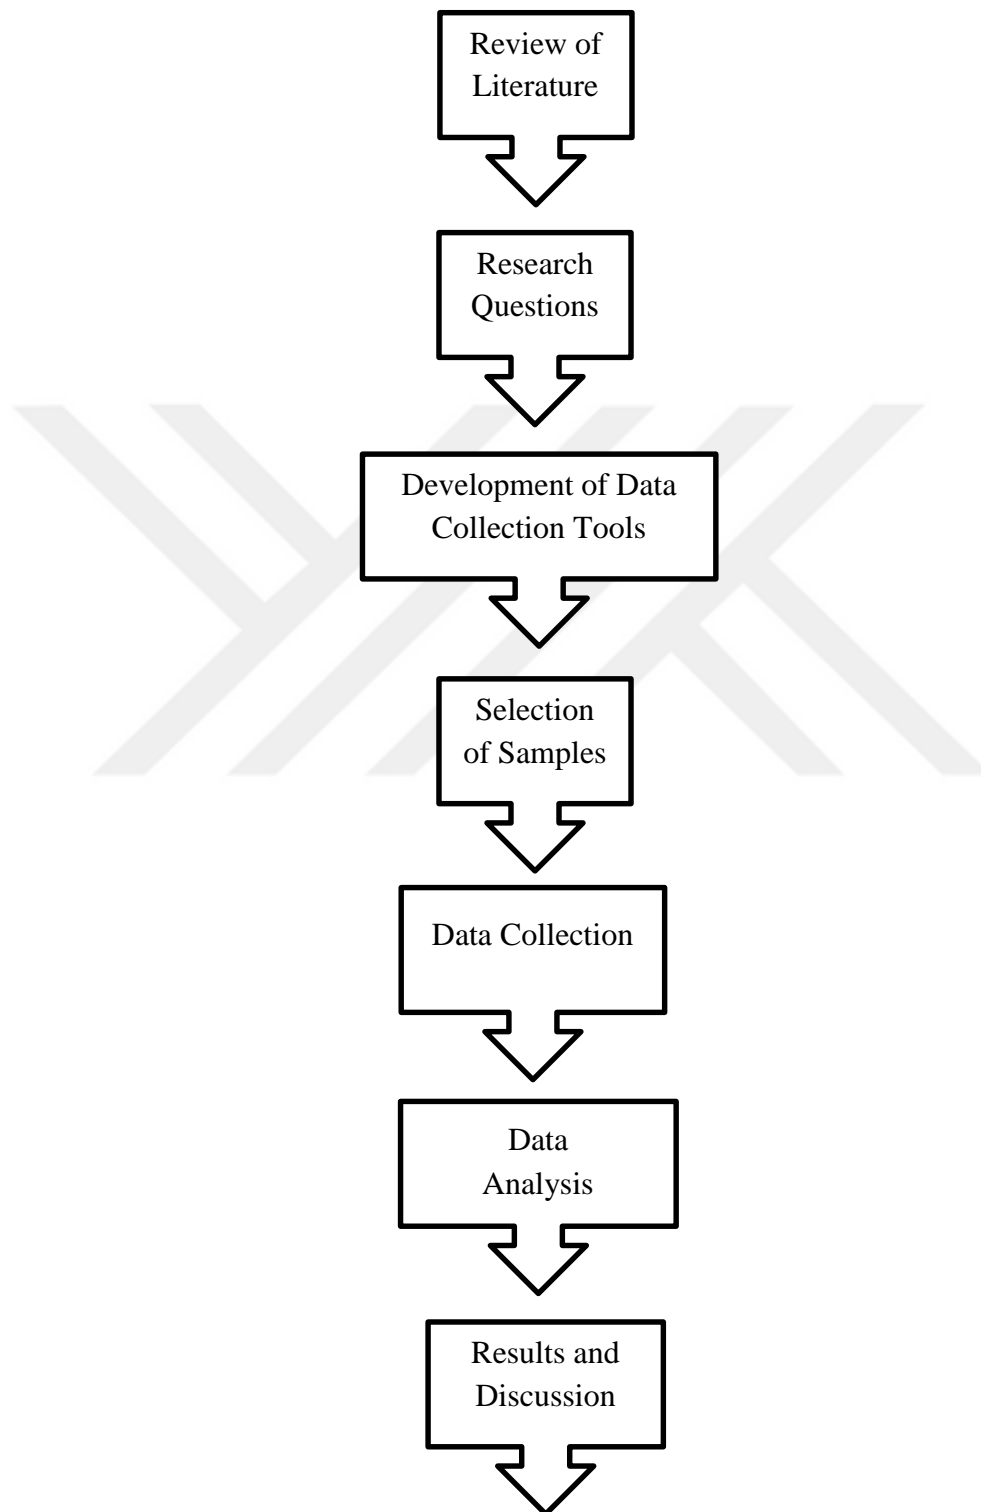 Review of
Literature
Research
Questions
Development of Data
Collection Tools
Selection
of Samples
Data Collection
Data
Analysis
Results and
Discussion